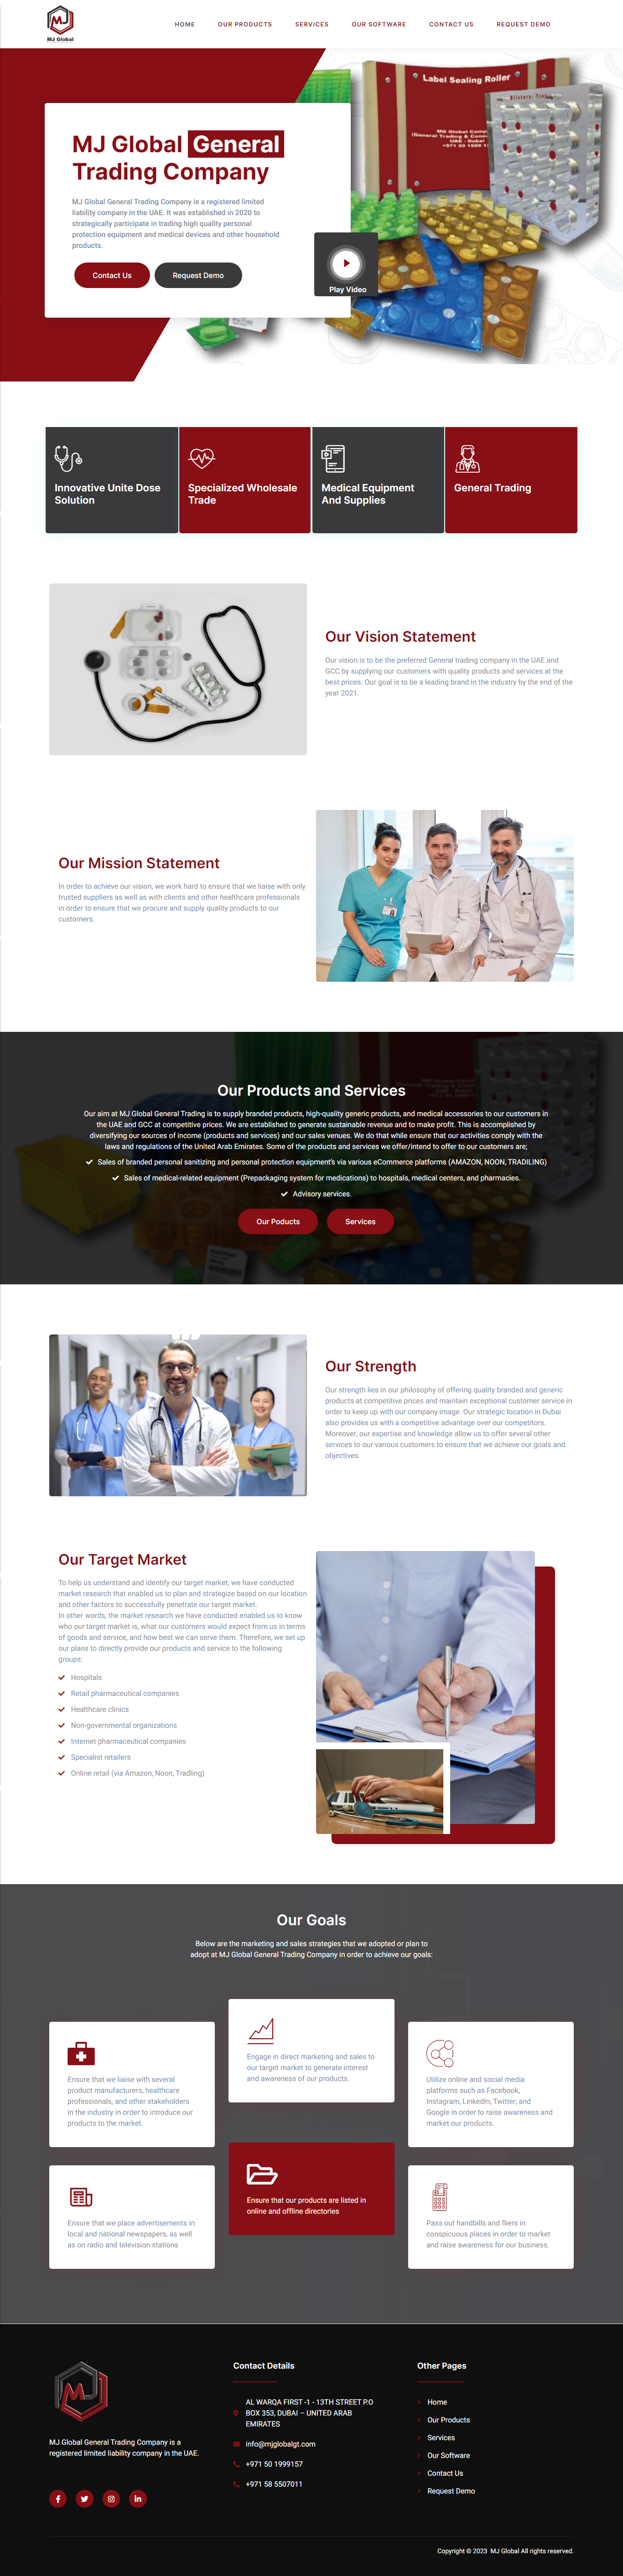 MJ Global
HOME
OUR PRODUCTS
SERVICES
OUR SOFTWARE
CONTACT US
REQUEST DEMO
Label Sealing Roller
MJ Global General
Trading Company
MJ Global General Trading Company is a registered limited
liability company in the UAE. It was established in 2020 to
strategically participate in trading high quality personal
protection equipment and medical devices and other household
products.
Contact Us
Request Demo
Play Video
Innovative Unite Dose
Solution
Specialized Wholesale
Trade
Medical Equipment
And Supplies
General Trading
Our Vision Statement
Our vision is to be the preferred General trading company in the UAE and
GCC by supplying our customers with quality products and services at the
best prices. Our goal is to be a leading brand in the industry by the end of the
year 2021.
Our Mission Statement
In order to achieve our vision, we work hard to ensure that we liaise with only
trusted suppliers as well as with clients and other healthcare professionals
in order to ensure that we procure and supply quality products to our
customers.
Our Products and Services
Our aim at MJ Global General Trading is to supply branded products, high-quality generic products, and medical accessories to our customers in
the UAE and GCC at competitive prices. We are established to generate sustainable revenue and to make profit. This is accomplished by
diversifying our sources of income (products and services) and our sales venues. We do that while ensure that our activities comply with the
laws and regulations of the United Arab Emirates. Some of the products and services we offer/intend to offer to our customers are;
Sales of branded personal sanitizing and personal protection equipment's via various eCommerce platforms (AMAZON, NOON, TRADILING)
Sales of medical-related equipment (Prepackaging system for medications) to hospitals, medical centers, and pharmacies.
Advisory services.
Our Poducts
Services
Our Strength
Our strength lies in our philosophy of offering quality branded and generic
products at competitive prices and maintain exceptional customer service in
order to keep up with our company image. Our strategic location in Dubai
also provides us with a competitive advantage over our competitors.
Moreover, our expertise and knowledge allow us to offer several other
services to our various customers to ensure that we achieve our goals and
objectives.
Our Target Market
To help us understand and identify our target market; we have conducted
market research that enabled us to plan and strategize based on our location
and other factors to successfully penetrate our target market.
In other words, the market research we have conducted enabled us to know
who our target market is, what our customers would expect from us in terms
of goods and service, and how best we can serve them. Therefore, we set up
our plans to directly provide our products and service to the following
groups:
Hospitals
Retail pharmaceutical companies
Healthcare clinics
Non-governmental organizations
Internet pharmaceutical companies
Specialist retailers
Online retail (via Amazon, Noon, Tradling)
Our Goals
Below are the marketing and sales strategies that we adopted or plan to
adopt at MJ Global General Trading Company in order to achieve our goals:
Ensure that we liaise with several
product manufacturers, healthcare
professionals, and other stakeholders
in the industry in order to introduce our
products to the market.
Engage in direct marketing and sales to
our target market to generate interest
and awareness of our products.
Utilize online and social media
platforms such as Facebook,
Instagram, LinkedIn, Twitter, and
Google in order to raise awareness and
market our products.
Ensure that we place advertisements in
local and national newspapers, as well
as on radio and television stations
Ensure that our products are listed in
online and offline directories
Pass out handbills and fliers in
conspicuous places in order to market
and raise awareness for our business.
MJ Global General Trading Company is a
registered limited liability company in the UAE.
Contact Details
AL WARQA FIRST -1 - 13TH STREET P.O
BOX 353, DUBAI – UNITED ARAB
EMIRATES
info@mjglobalgt.com
+971 50 1999157
+971 58 5507011
Other Pages
Home
Our Products
Services
Our Software
Contact Us
Request Demo
Copyright © 2023 MJ Global All rights reserved.